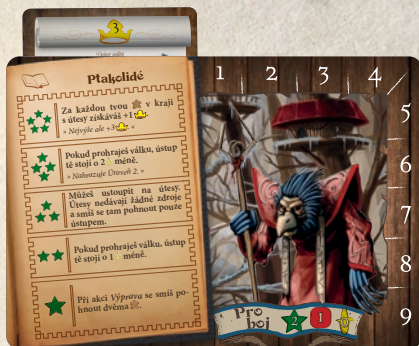 3
Ptakolidé
Za každou tvou v kraji
s útesy získáváš +1
» Nejvýše ale +3 «
Pokud prohraješ válku, ústup
tě stojí o 2 méně.
» Nahrazuje Úroveň 2. «
Můžeš ustoupit na útesy.
Útesy nedávají žádné zdroje
a smíš se tam pohnout pouze
ústupem.
Pokud prohraješ válku, ústup
tě stojí o 1 méně.
Při akci Výprava se smíš po-
hnout dvěma
1 2 3 4
5
6
7
8
9
Pro
boj
2 1 0